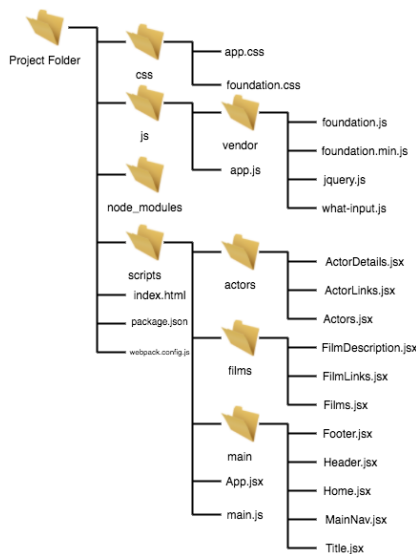 Project Folder
css
app.css
foundation.css
js
vendor
foundation.js
foundation.min.js
jquery.js
what-input.js
app.js
node_modules
scripts
actors
ActorDetails.jsx
ActorLinks.jsx
Actors.jsx
films
FilmDescription.jsx
FilmLinks.jsx
Films.jsx
main
Footer.jsx
Header.jsx
Home.jsx
MainNav.jsx
Title.jsx
App.jsx
main.js
index.html
package.json
webpack.config.js